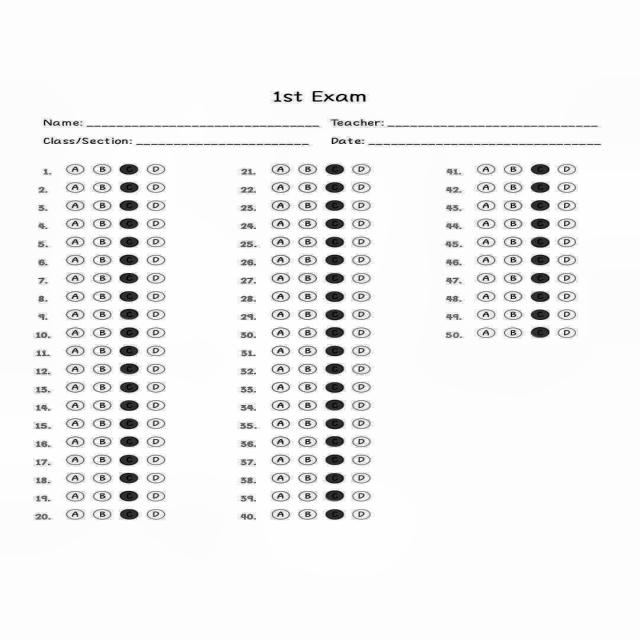 1st Exam
Name: ______________________________ Teacher: ___________________________
Class/Section: ______________________ Date: ______________________________
1. A B C D
2. A B C D
3. A B C D
4. A B C D
5. A B C D
6. A B C D
7. A B C D
8. A B C D
9. A B C D
10. A B C D
11. A B C D
12. A B C D
13. A B C D
14. A B C D
15. A B C D
16. A B C D
17. A B C D
18. A B C D
19. A B C D
20. A B C D
21. A B C D
22. A B C D
23. A B C D
24. A B C D
25. A B C D
26. A B C D
27. A B C D
28. A B C D
29. A B C D
30. A B C D
31. A B C D
32. A B C D
33. A B C D
34. A B C D
35. A B C D
36. A B C D
37. A B C D
38. A B C D
39. A B C D
40. A B C D
41. A B C D
42. A B C D
43. A B C D
44. A B C D
45. A B C D
46. A B C D
47. A B C D
48. A B C D
49. A B C D
50. A B C D